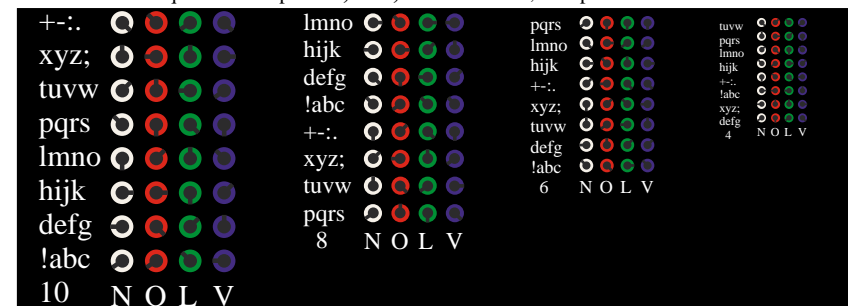 +-:.
xyz;
tuvw
pqrs
lmno
hijk
defg
!abc
10 N O L V
lmno
hijk
defg
!abc
+-:.
xyz;
tuvw
pqrs
8 N O L V
pqrs
lmno
hijk
+-:.
xyz;
tuvw
defg
!abc
6 N O L V
tuvw
pqrs
lmno
hijk
+-:.
!abc
xyz;
defg
4 N O L V